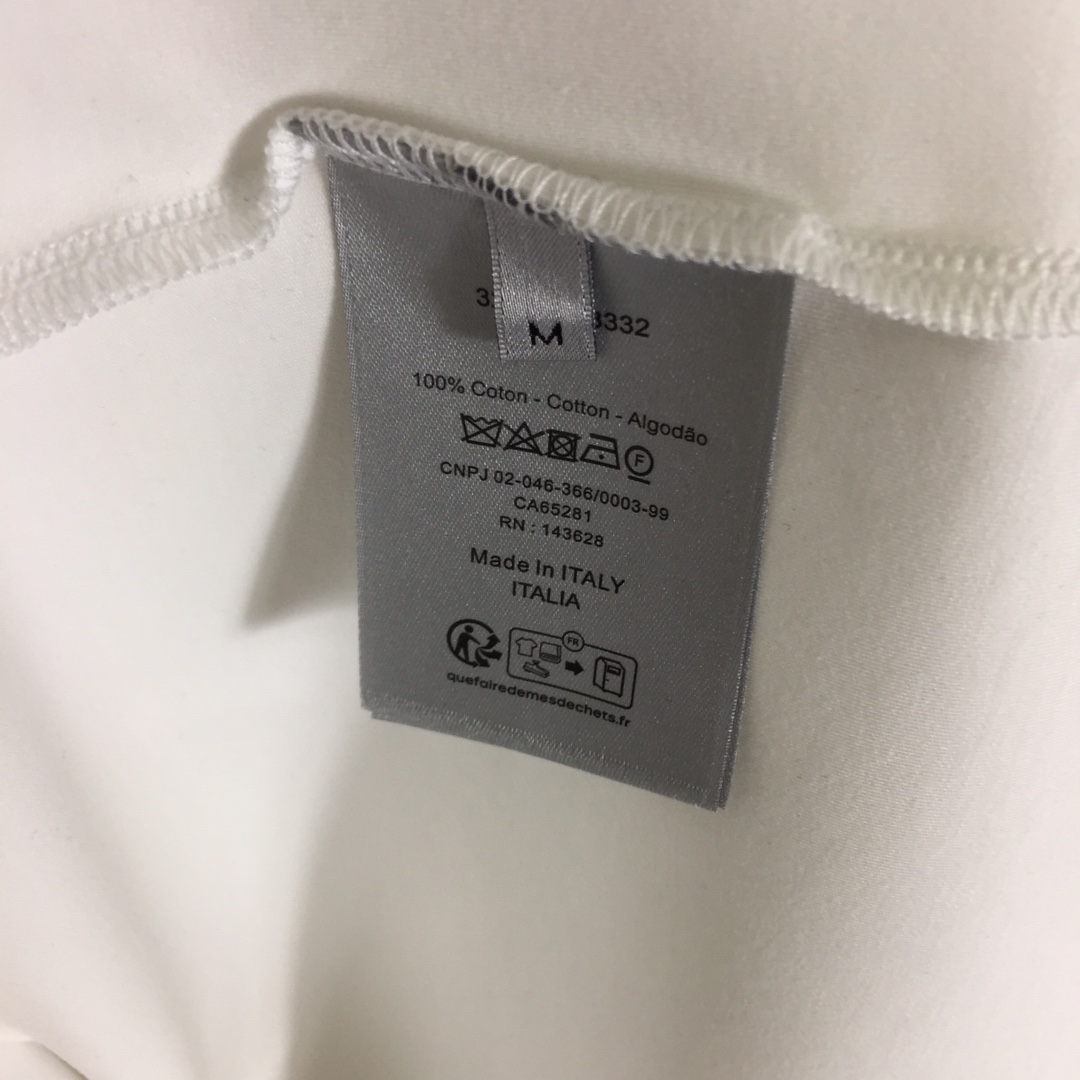 M
3332
100% Coton - Cotton - Algodão
F
CNPJ 02-046-366/0003-99
CA65281
RN : 143628
Made In ITALY
ITALIA
FR
quefairedemesdechets.fr